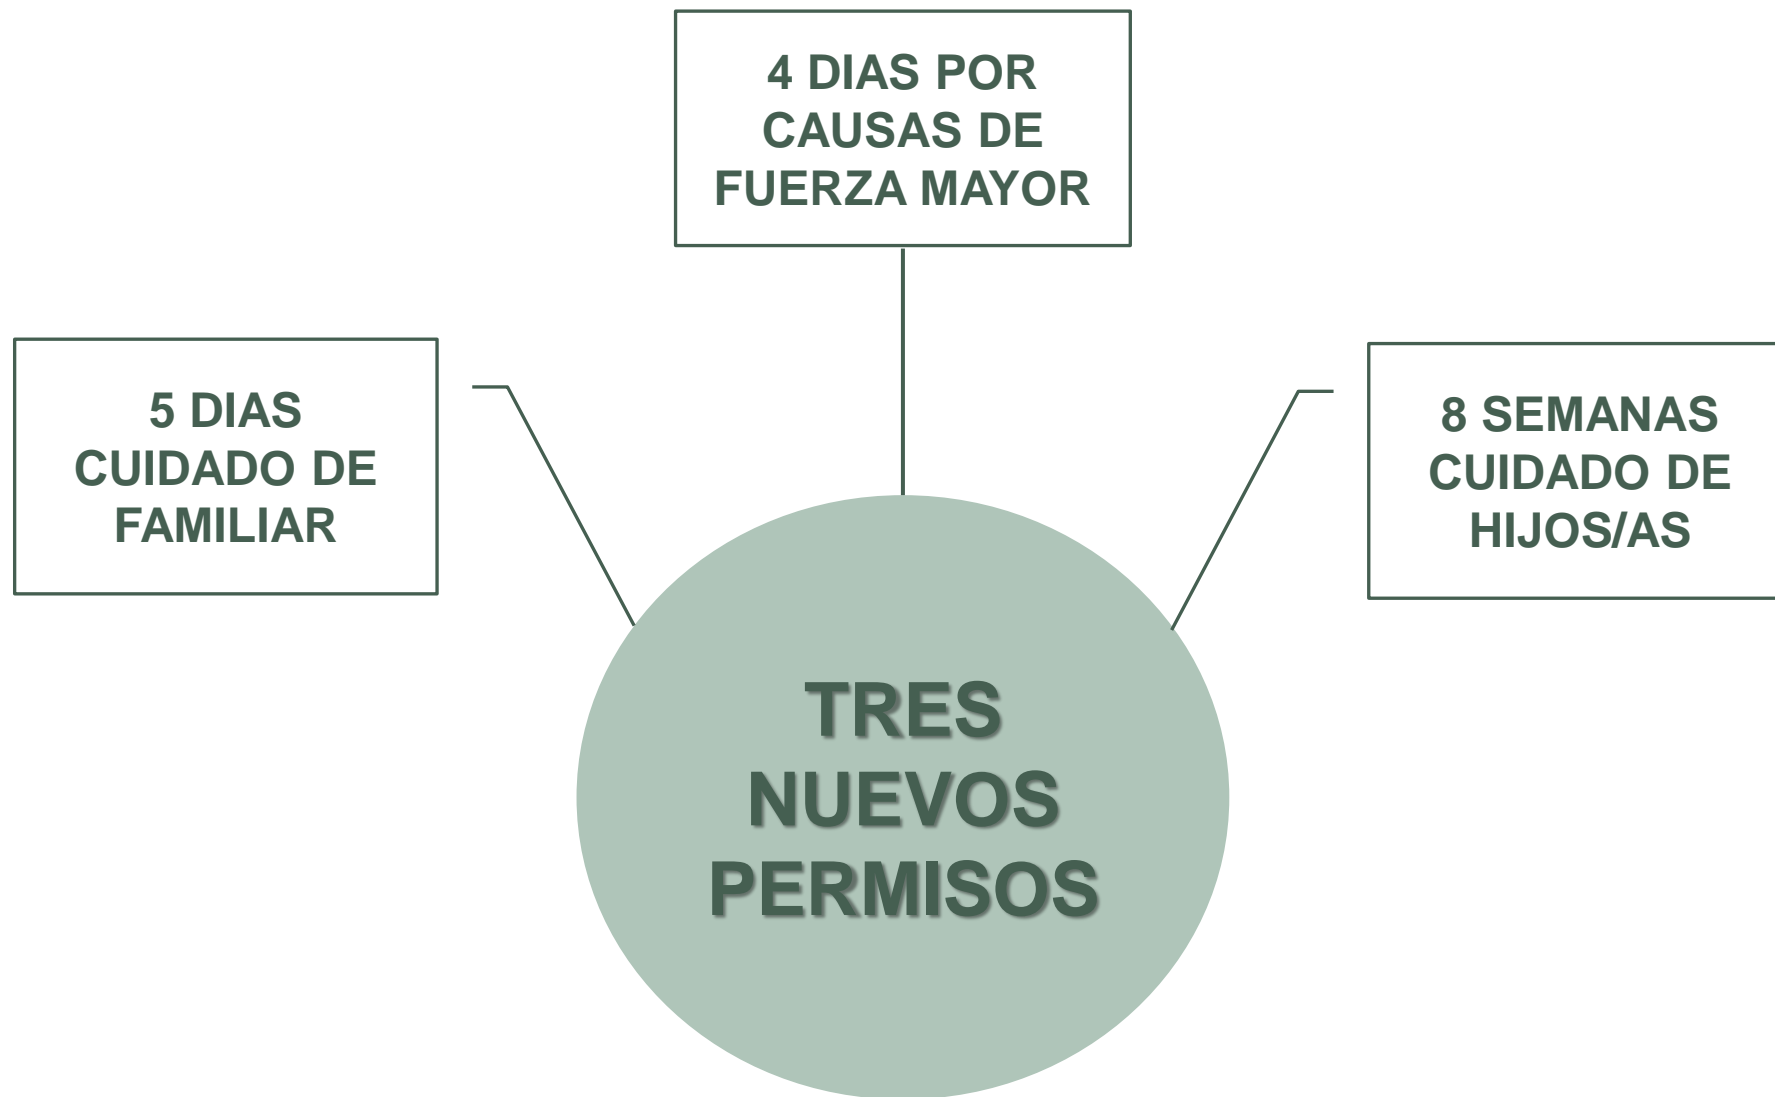 4 DIAS POR
CAUSAS DE
FUERZA MAYOR
5 DIAS
CUIDADO DE
FAMILIAR
8 SEMANAS
CUIDADO DE
HIJOS/AS
TRES
NUEVOS
PERMISOS